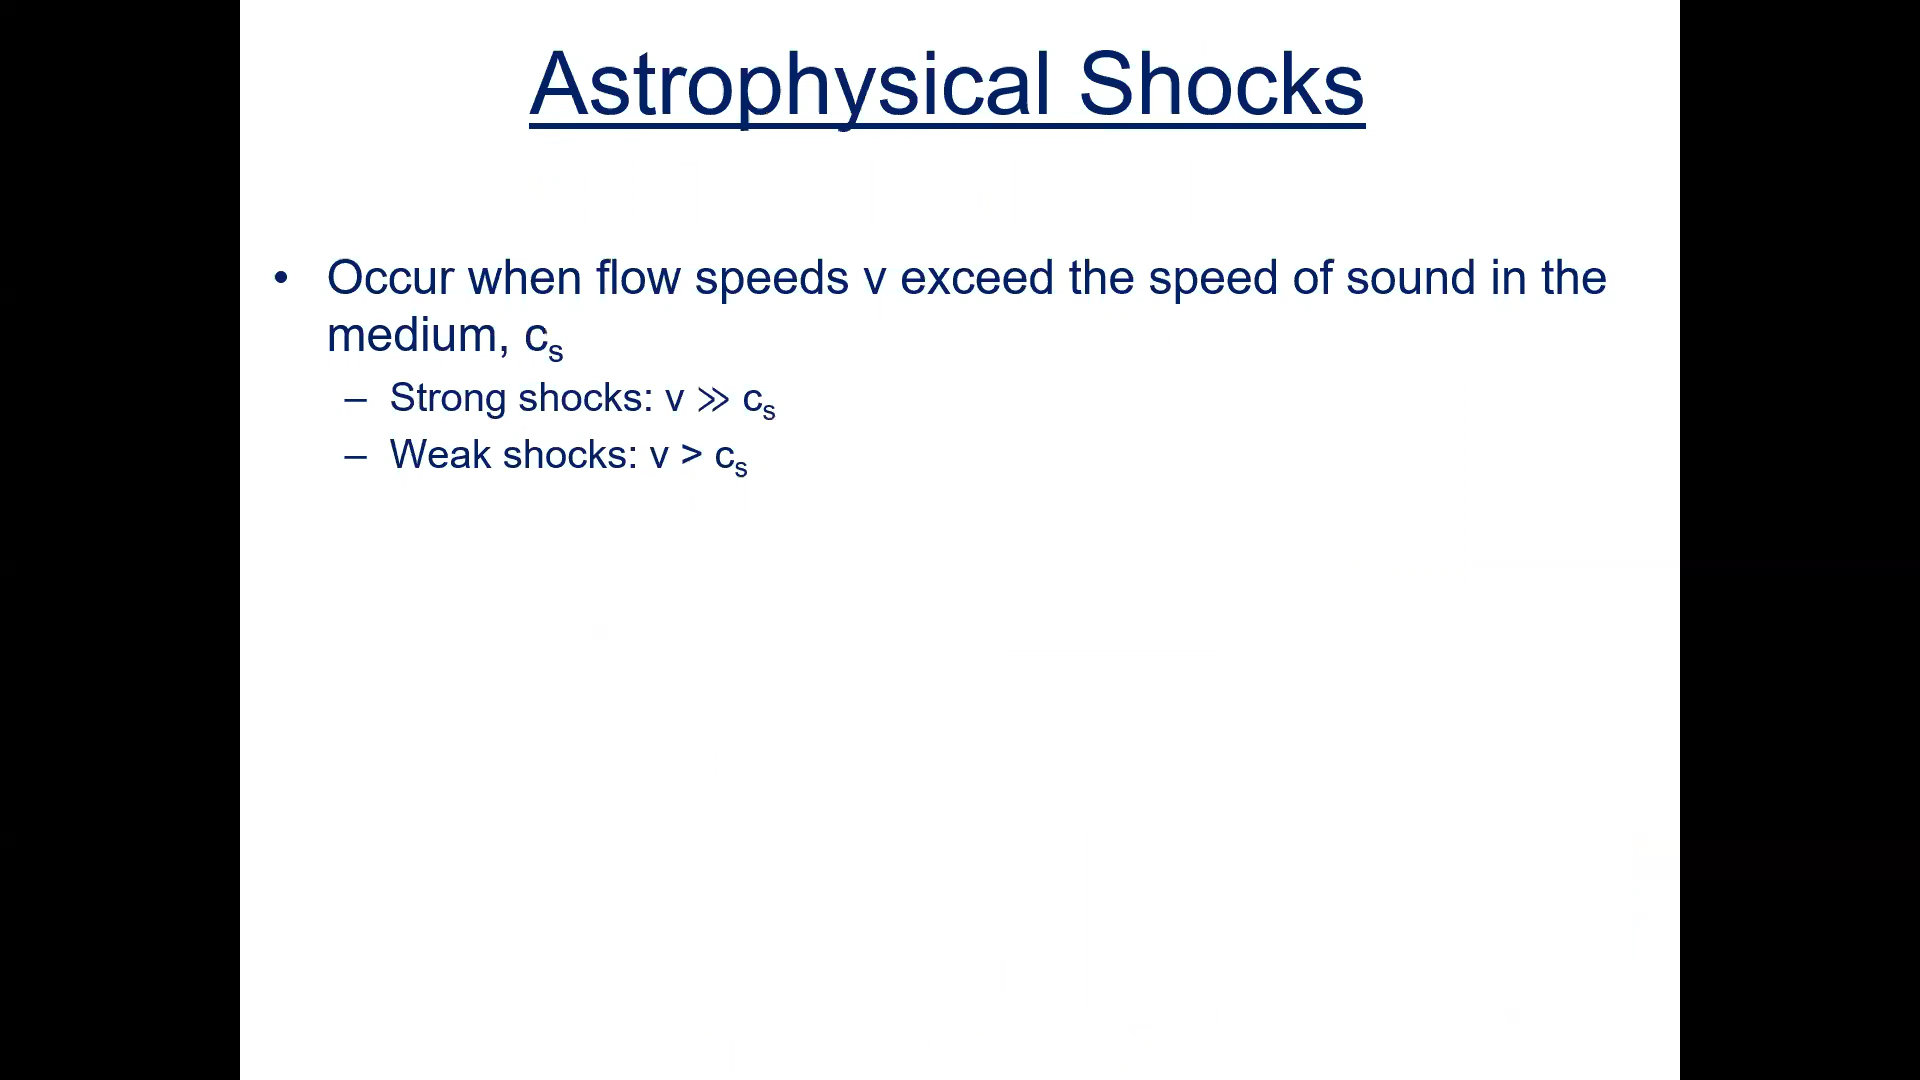 Astrophysical Shocks
• Occur when flow speeds v exceed the speed of sound in the
medium, cₛ
– Strong shocks: v ≫ cₛ
– Weak shocks: v > cₛ